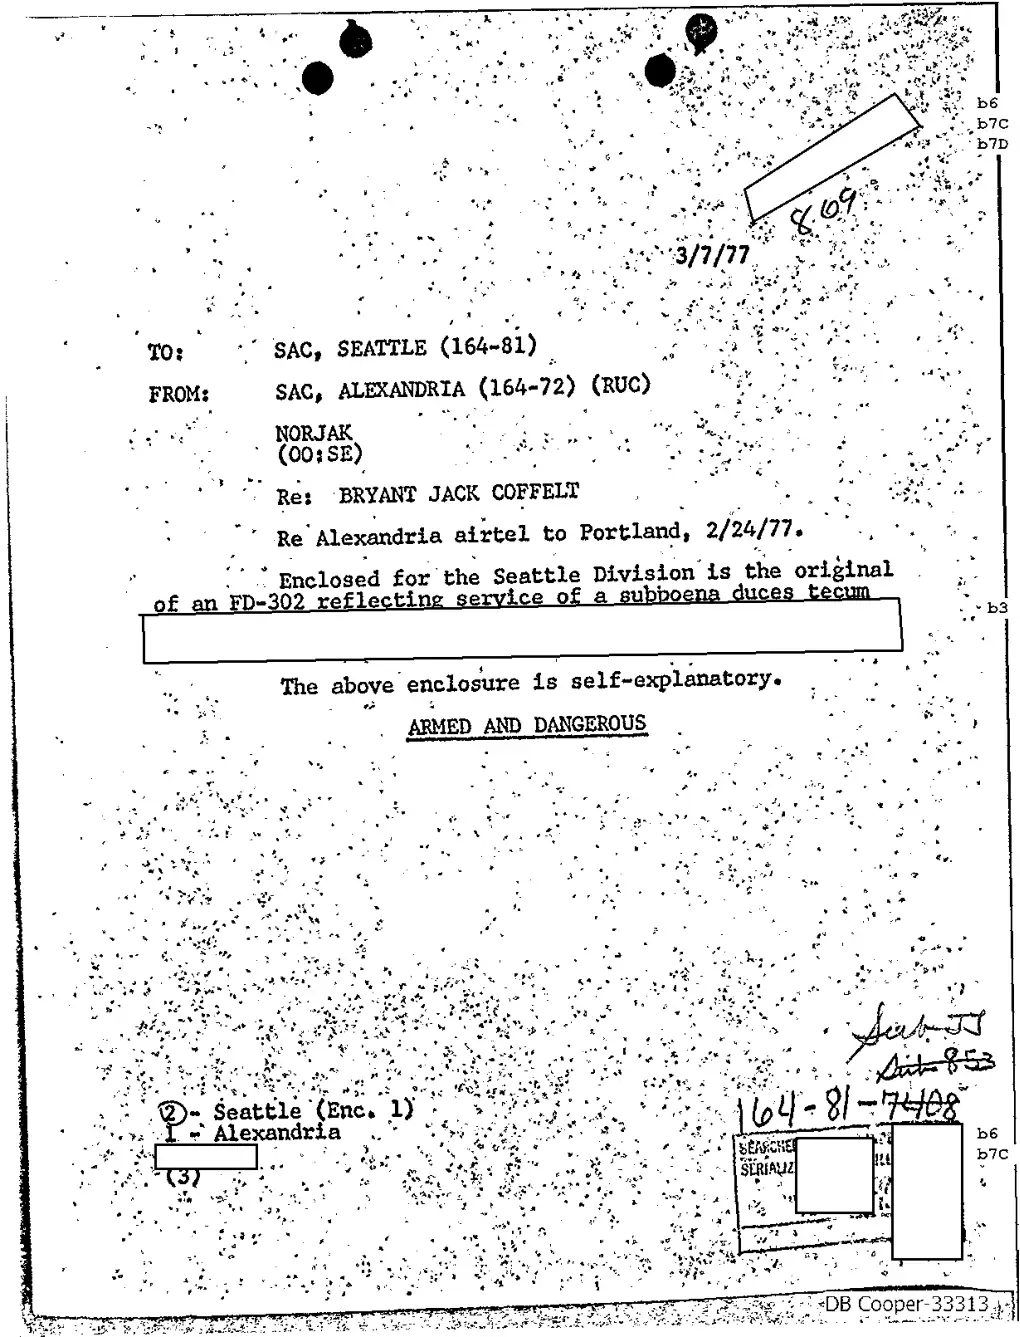 b6
b7C
b7D
869
3/7/77
TO: SAC, SEATTLE (164-81)
FROM: SAC, ALEXANDRIA (164-72) (RUC)
NORJAK
(OO:SE)
Re: BRYANT JACK COFFELT
Re Alexandria airtel to Portland, 2/24/77.
Enclosed for the Seattle Division is the original
of an FD-302 reflecting service of a subpoena duces tecum
b3
The above enclosure is self-explanatory.
ARMED AND DANGEROUS
Sub JJ
Sub 853
2 - Seattle (Enc. 1)
1 - Alexandria
(3)
164-81-7408
b6
b7C
SEARCHED
SERIALIZ
DB Cooper-33313